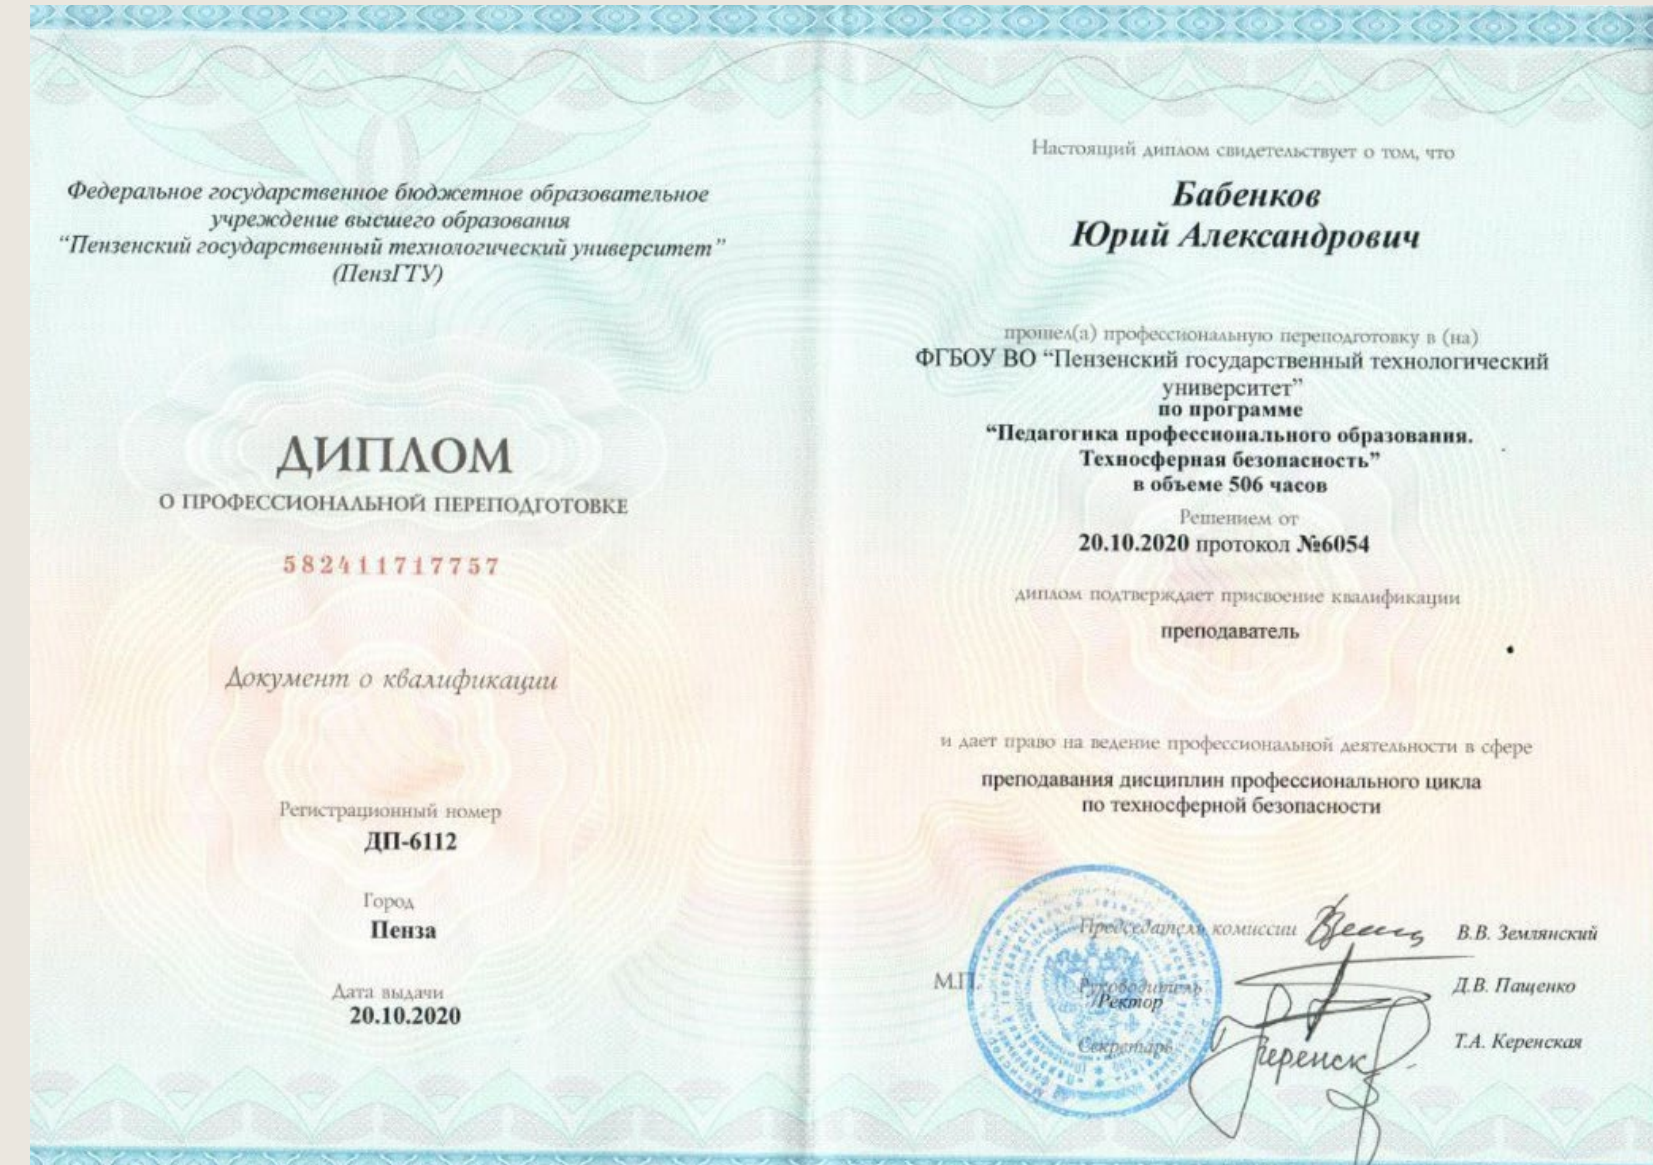 Федеральное государственное бюджетное образовательное
учреждение высшего образования
“Пензенский государственный технологический университет”
(ПензГТУ)
ДИПЛОМ
О ПРОФЕССИОНАЛЬНОЙ ПЕРЕПОДГОТОВКЕ
582411717757
Документ о квалификации
Регистрационный номер
ДП-6112
Город
Пенза
Дата выдачи
20.10.2020
Настоящий диплом свидетельствует о том, что
Бабенков
Юрий Александрович
прошел(а) профессиональную переподготовку в (на)
ФГБОУ ВО “Пензенский государственный технологический
университет”
по программе
“Педагогика профессионального образования.
Техносферная безопасность”
в объеме 506 часов
Решением от
20.10.2020 протокол №6054
диплом подтверждает присвоение квалификации
преподаватель
и дает право на ведение профессиональной деятельности в сфере
преподавания дисциплин профессионального цикла
по техносферной безопасности
Председатель комиссии В.В. Землянский
М.П.
Руководитель Д.В. Пащенко
Ректор
Секретарь Т.А. Керенская